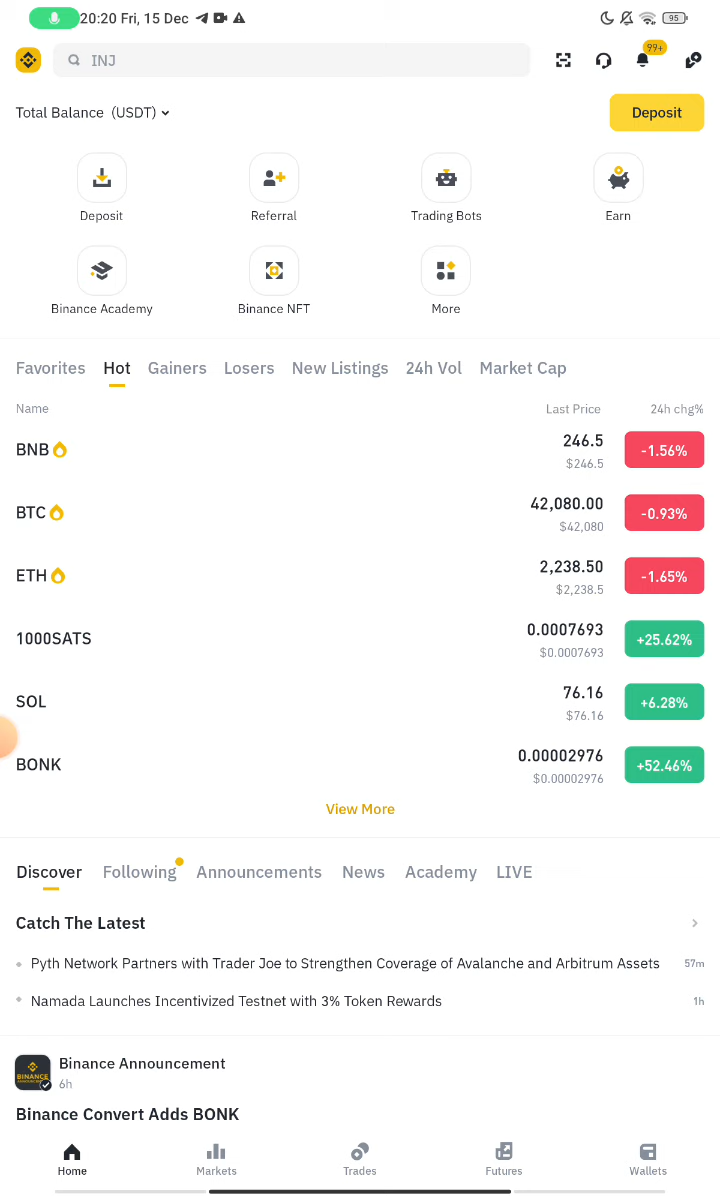 20:20 Fri, 15 Dec
95
INJ
99+
Total Balance (USDT)
Deposit
Deposit
Referral
Trading Bots
Earn
Binance Academy
Binance NFT
More
Favorites Hot Gainers Losers New Listings 24h Vol Market Cap
Name Last Price 24h chg%
BNB 246.5 -1.56%
$246.5
BTC 42,080.00 -0.93%
$42,080
ETH 2,238.50 -1.65%
$2,238.5
1000SATS 0.0007693 +25.62%
$0.0007693
SOL 76.16 +6.28%
$76.16
BONK 0.00002976 +52.46%
$0.00002976
View More
Discover Following Announcements News Academy LIVE
Catch The Latest
Pyth Network Partners with Trader Joe to Strengthen Coverage of Avalanche and Arbitrum Assets 57m
Namada Launches Incentivized Testnet with 3% Token Rewards 1h
BINANCE
Binance Announcement
6h
Binance Convert Adds BONK
Home Markets Trades Futures Wallets